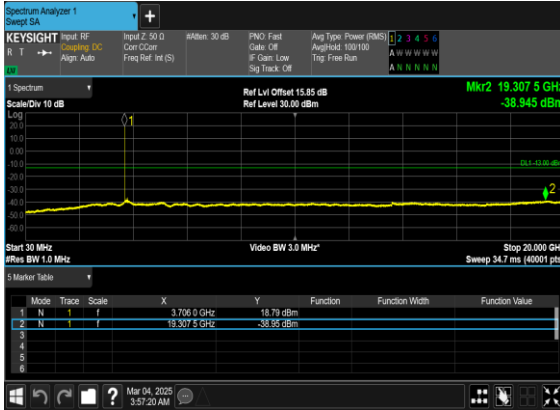 Spectrum Analyzer 1
Swept SA
+
KEYSIGHT Input: RF Input Z: 50 Ω #Atten: 30 dB PNO: Fast Avg Type: Power (RMS) 1 2 3 4 5 6
R T Coupling: DC Corr CCorr Gate: Off Avg|Hold: 100/100 A W W W W W
Align: Auto Freq Ref: Int (S) IF Gain: Low Trig: Free Run A N N N N N
Sig Track: Off
1 Spectrum Ref Lvl Offset 15.85 dB Mkr2 19.307 5 GHz
Scale/Div 10 dB Ref Level 30.00 dBm -38.945 dBm
Log
20.0
10.0
0.00
-10.0
-20.0
-30.0
-40.0
-50.0
-60.0
1
DL1 -13.00 dBm
2
Start 30 MHz Video BW 3.0 MHz* Stop 20.000 GHz
#Res BW 1.0 MHz Sweep 34.7 ms (40001 pts)
5 Marker Table
Mode Trace Scale X Y Function Function Width Function Value
1 N 1 f 3.706 0 GHz 18.79 dBm
2 N 1 f 19.307 5 GHz -38.95 dBm
3
4
5
6
? Mar 04, 2025
3:57:20 AM